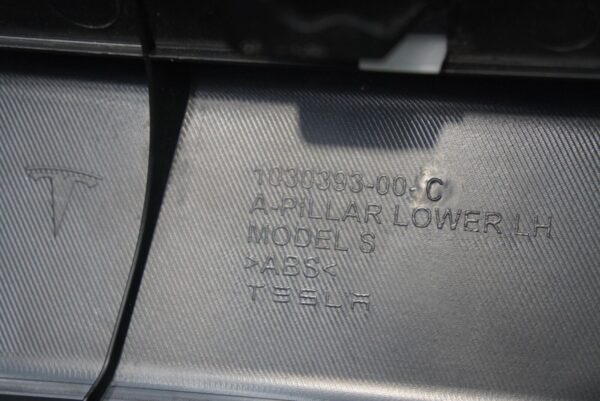 1030393-00-C
A-PILLAR LOWER LH
MODEL S
>ABS<
TESLA